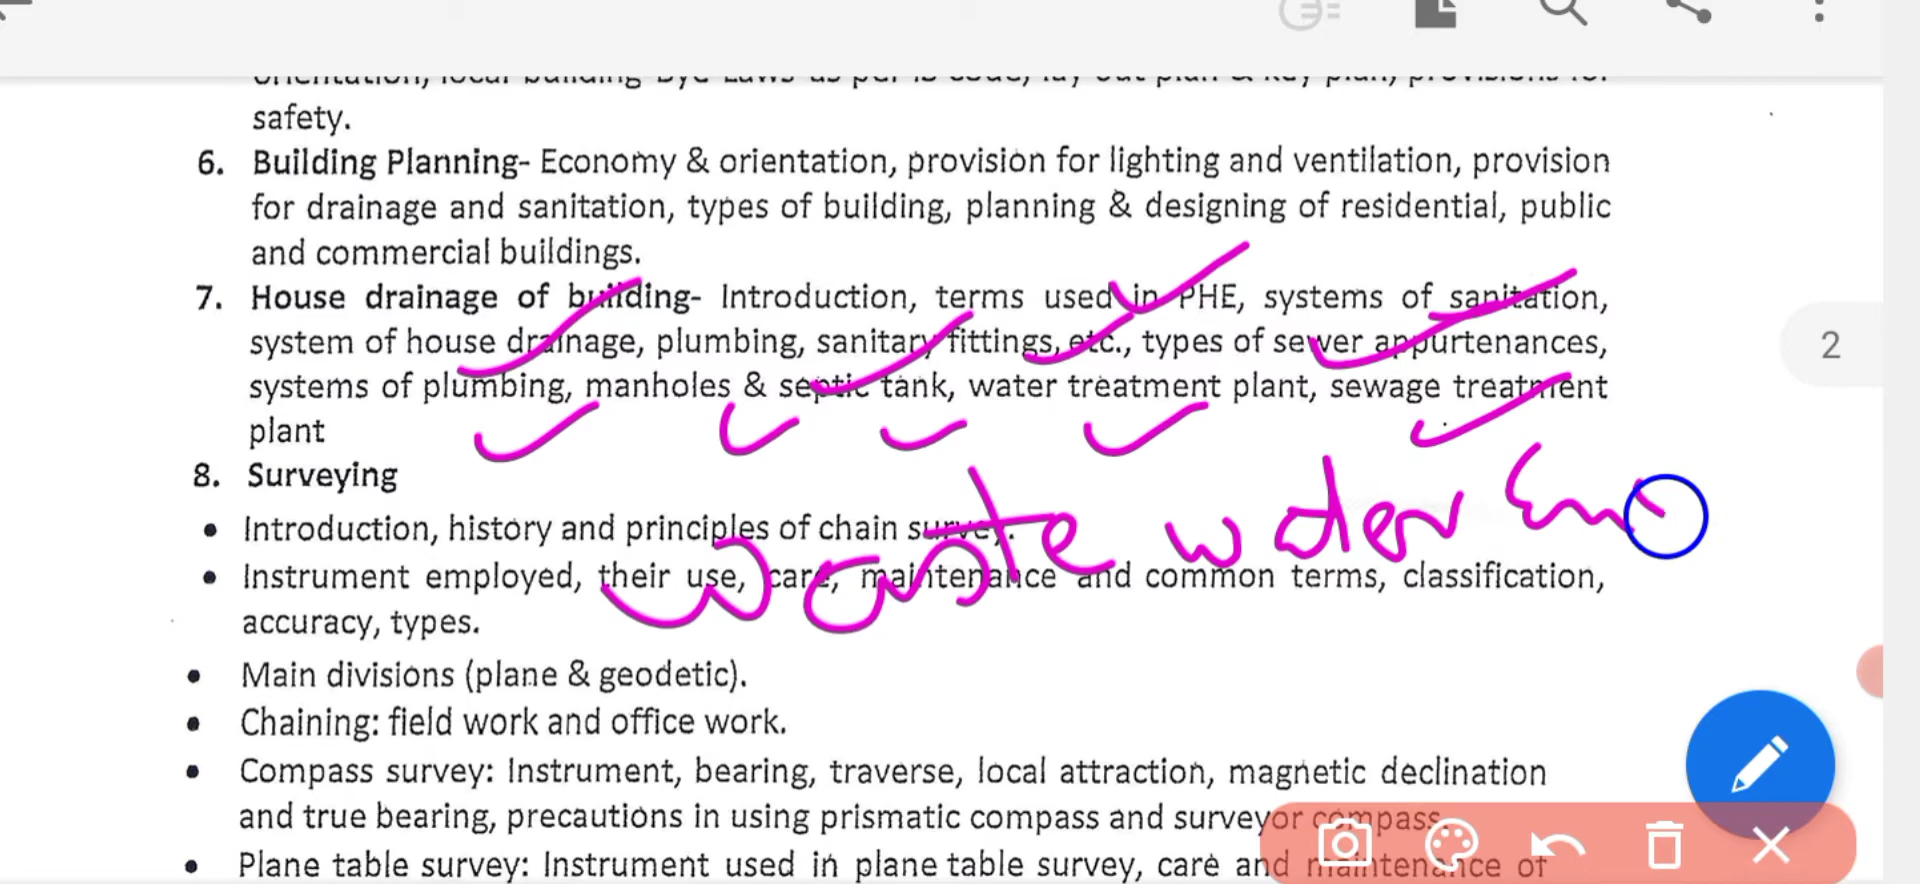 safety.
6. Building Planning- Economy & orientation, provision for lighting and ventilation, provision
for drainage and sanitation, types of building, planning & designing of residential, public
and commercial buildings.
7. House drainage of building- Introduction, terms used in PHE, systems of sanitation,
system of house drainage, plumbing, sanitary fittings, etc., types of sewer appurtenances,
systems of plumbing, manholes & septic tank, water treatment plant, sewage treatment
plant
2
8. Surveying
• Introduction, history and principles of chain survey.
waste water
• Instrument employed, their use, care, maintenance and common terms, classification,
accuracy, types.
• Main divisions (plane & geodetic).
• Chaining: field work and office work.
• Compass survey: Instrument, bearing, traverse, local attraction, magnetic declination
and true bearing, precautions in using prismatic compass and surveyor compass.
• Plane table survey: Instrument used in plane table survey, care and maintenance of